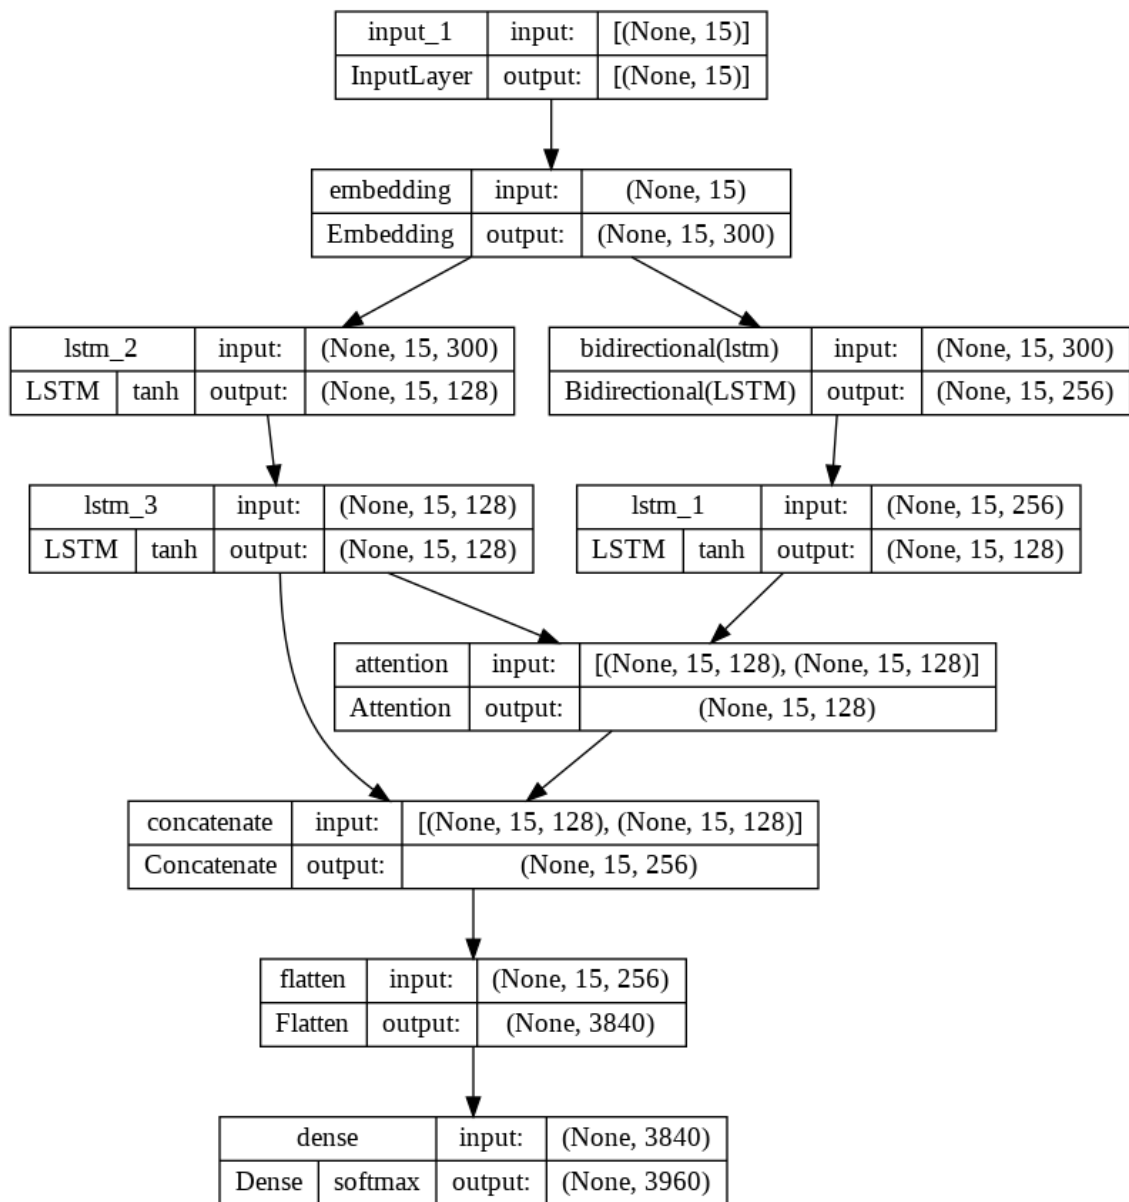 input_1 input: [(None, 15)]
InputLayer output: [(None, 15)]
embedding input: (None, 15)
Embedding output: (None, 15, 300)
lstm_2 input: (None, 15, 300)
LSTM tanh output: (None, 15, 128)
bidirectional(lstm) input: (None, 15, 300)
Bidirectional(LSTM) output: (None, 15, 256)
lstm_3 input: (None, 15, 128)
LSTM tanh output: (None, 15, 128)
lstm_1 input: (None, 15, 256)
LSTM tanh output: (None, 15, 128)
attention input: [(None, 15, 128), (None, 15, 128)]
Attention output: (None, 15, 128)
concatenate input: [(None, 15, 128), (None, 15, 128)]
Concatenate output: (None, 15, 256)
flatten input: (None, 15, 256)
Flatten output: (None, 3840)
dense input: (None, 3840)
Dense softmax output: (None, 3960)